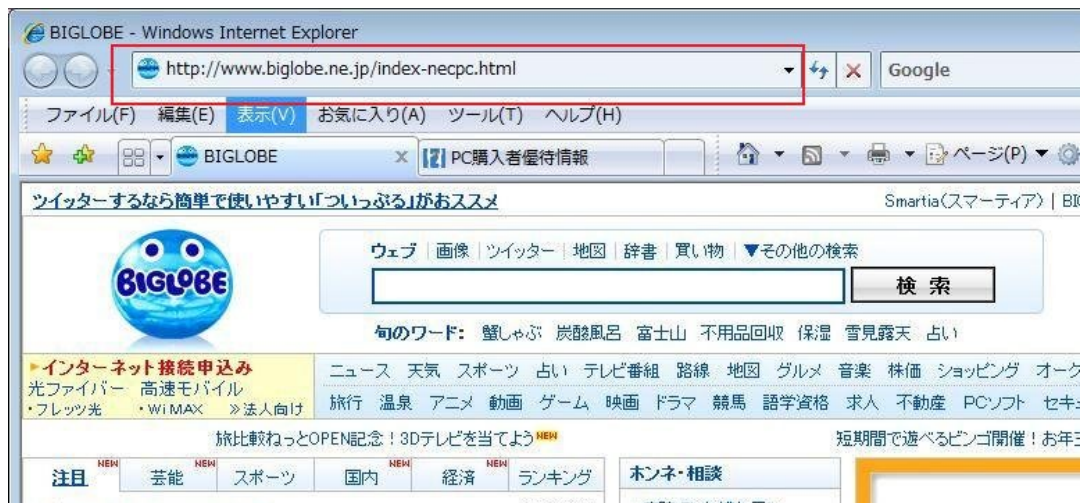 BIGLOBE - Windows Internet Explorer
http://www.biglobe.ne.jp/index-necpc.html
Google
ファイル(F) 編集(E) 表示(V) お気に入り(A) ツール(T) ヘルプ(H)
BIGLOBE
PC購入者優待情報
ページ(P)
ツイッターするなら簡単で使いやすい「ついっぷる」がおススメ
Smartia(スマーティア) |
BIGLOBE
ウェブ | 画像 | ツイッター | 地図 | 辞書 | 買い物 | ▼その他の検索
検 索
旬のワード: 蟹しゃぶ 炭酸風呂 富士山 不用品回収 保湿 雪見露天 占い
インターネット接続申込み
光ファイバー 高速モバイル
・フレッツ光 ・WiMAX ≫法人向け
ニュース 天気 スポーツ 占い テレビ番組 路線 地図 グルメ 音楽 株価 ショッピング
旅行 温泉 アニメ 動画 ゲーム 映画 ドラマ 競馬 語学資格 求人 不動産 PCソフト
旅比較ねっとOPEN記念!3Dテレビを当てよう NEW
短期間で遊べるビンゴ開催!
注目 NEW 芸能 NEW スポーツ 国内 NEW 経済 NEW ランキング
ホンネ・相談